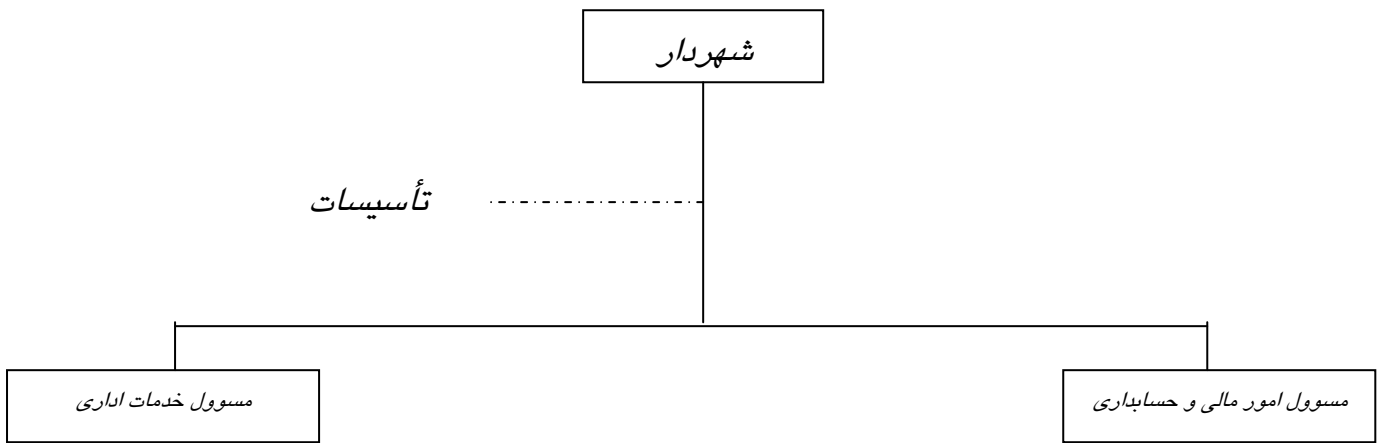 شهردار
تأسیسات
مسوول امور مالی و حسابداری
مسوول خدمات اداری